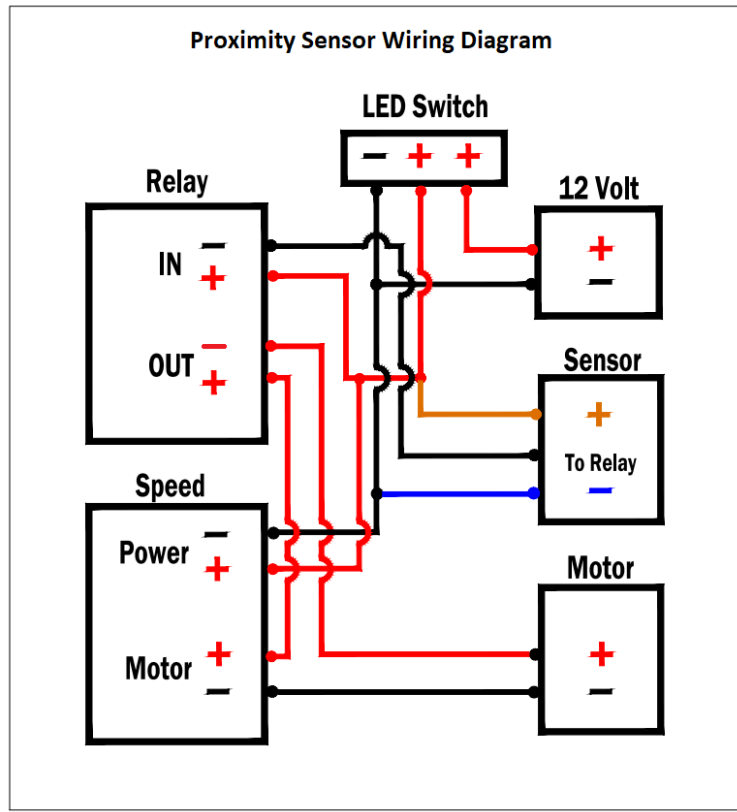 Proximity Sensor Wiring Diagram
LED Switch
− + +
Relay
IN −
+
OUT −
+
12 Volt
+
−
Sensor
+
To Relay
−
Speed
Power −
+
Motor +
−
Motor
+
−